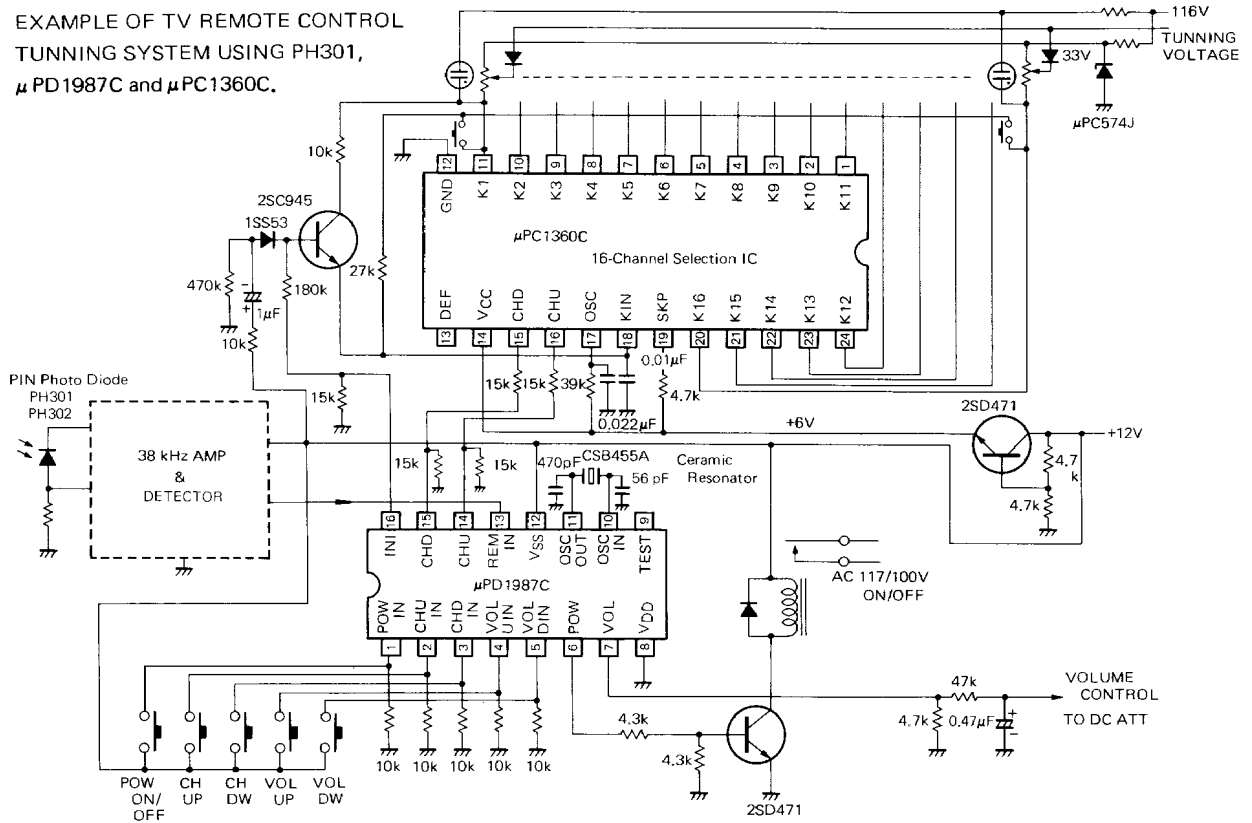 EXAMPLE OF TV REMOTE CONTROL
TUNNING SYSTEM USING PH301,
μPD1987C and μPC1360C.
116V
TUNNING
VOLTAGE
33V
μPC574J
10k
2SC945
1SS53
470k
1μF
180k
10k
27k
12 11 10 9 8 7 6 5 4 3 2 1
GND K1 K2 K3 K4 K5 K6 K7 K8 K9 K10 K11
μPC1360C
16-Channel Selection IC
DEF VCC CHD CHU OSC KIN SKP K16 K15 K14 K13 K12
13 14 15 16 17 18 19 20 21 22 23 24
15k 15k 39k
0.01μF
4.7k
0.022μF
PIN Photo Diode
PH301
PH302
15k
38 kHz AMP
&
DETECTOR
15k
15k
470pF
CSB455A
56 pF
Ceramic
Resonator
+6V
2SD471
+12V
4.7
k
4.7k
16 15 14 13 12 11 10 9
INI CHD CHU REM IN VSS OSC OUT OSC IN TEST
μPD1987C
POW IN CHU IN CHD IN VOL UIN VOL DIN POW VOL VDD
1 2 3 4 5 6 7 8
AC 117/100V
ON/OFF
10k 10k 10k 10k 10k
POW
ON/
OFF
CH
UP
CH
DW
VOL
UP
VOL
DW
4.3k
4.3k
2SD471
47k
4.7k
0.47μF
+
−
VOLUME
CONTROL
TO DC ATT